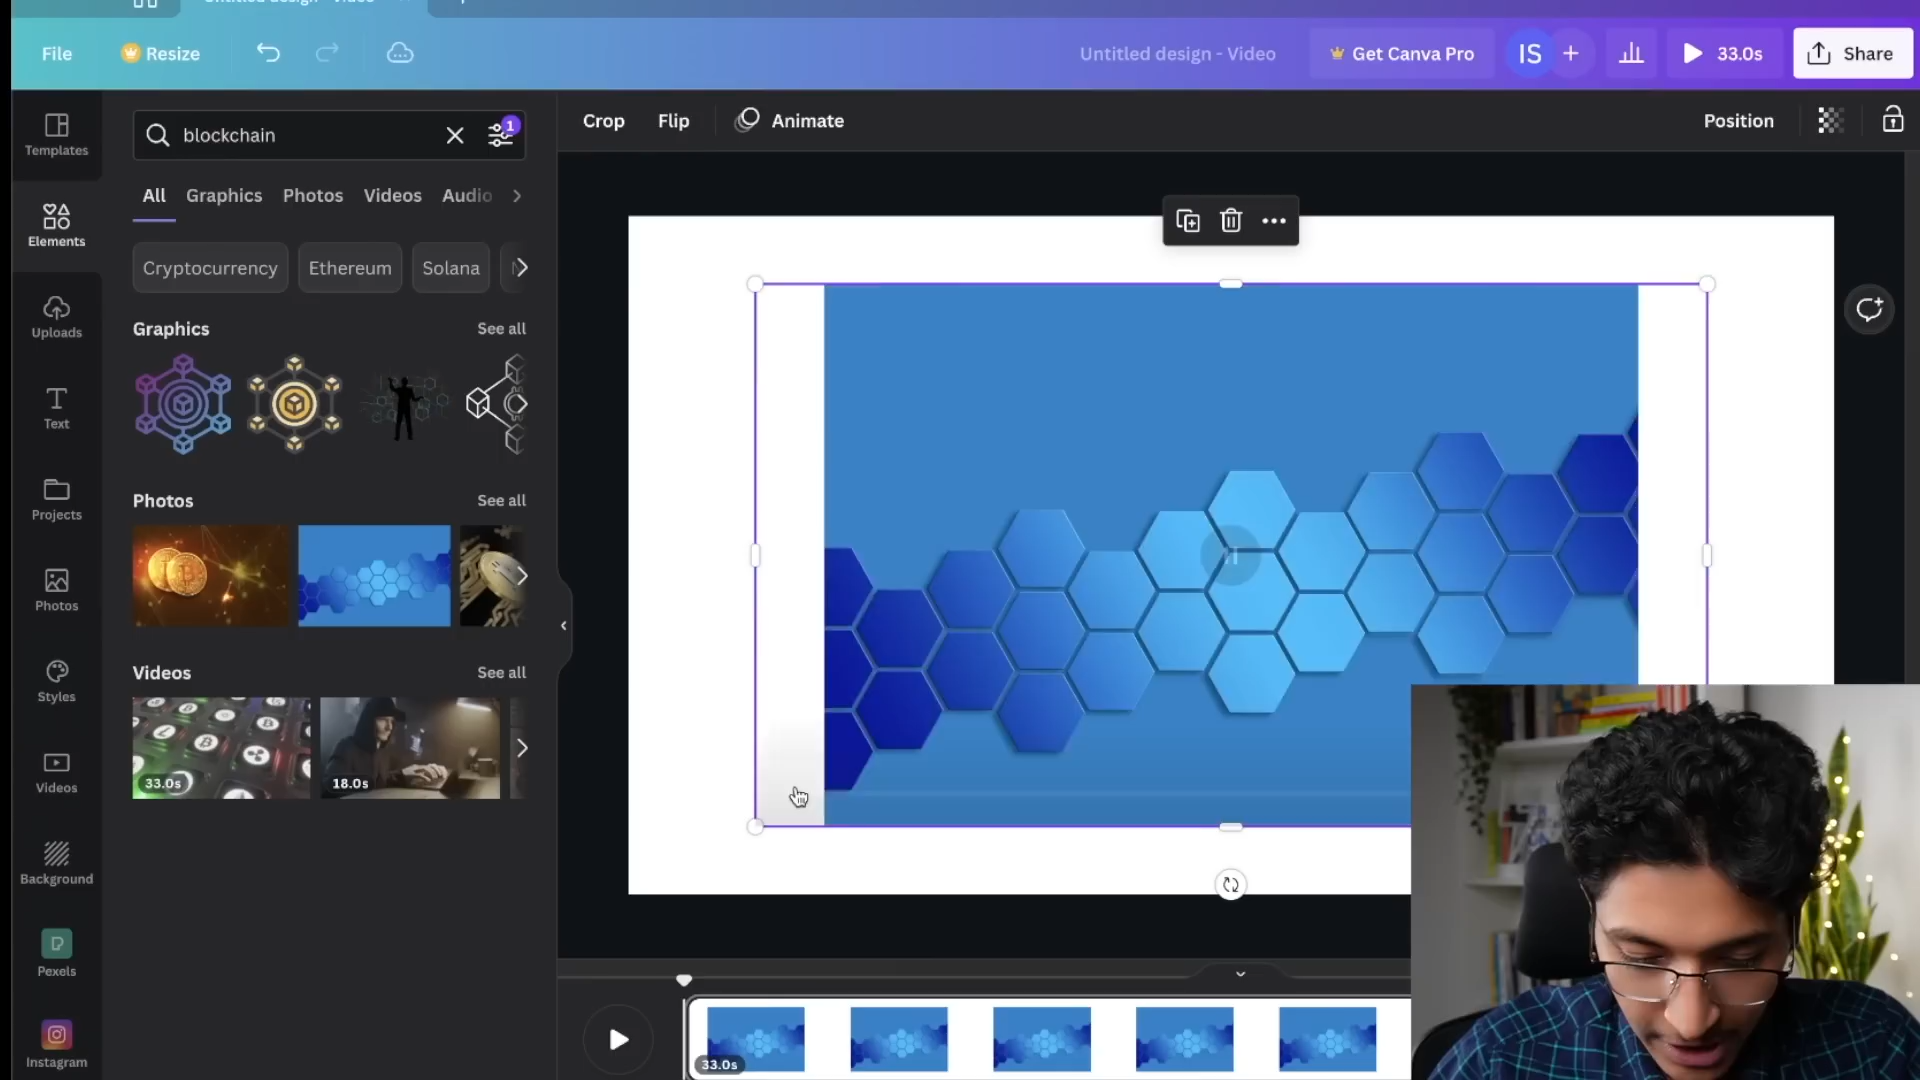 File
Resize
Untitled design - Video
Get Canva Pro
IS
33.0s
Share
Templates
Elements
Uploads
Text
Projects
Photos
Styles
Videos
Background
Pexels
Instagram
blockchain
1
All
Graphics
Photos
Videos
Audio
Cryptocurrency
Ethereum
Solana
Graphics
See all
Photos
See all
Videos
See all
33.0s
18.0s
Crop
Flip
Animate
Position
33.0s